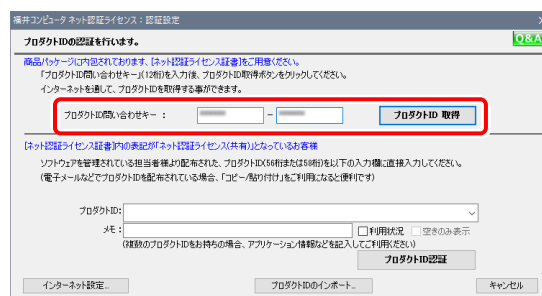 福井コンピュータ ネット認証ライセンス：認証設定
プロダクトIDの認証を行います。
Q&A
商品パッケージに内包されております、[ネット認証ライセンス証書]をご用意ください。
「プロダクトID問い合わせキー」(12桁)を入力後、プロダクトID取得ボタンをクリックしてください。
インターネットを通して、プロダクトIDを取得する事ができます。
プロダクトID問い合わせキー ：
-
プロダクトID 取得
[ネット認証ライセンス証書]内の表記が「ネット認証ライセンス(共有)」となっているお客様
ソフトウェアを管理されている担当者様より配布された、プロダクトID(56桁または58桁)を以下の入力欄に直接入力してください。
(電子メールなどでプロダクトIDを配布されている場合、「コピー/貼り付け」をご利用になると便利です)
プロダクトID:
メモ:
利用状況
空きのみ表示
(複数のプロダクトIDをお持ちの場合、アプリケーション情報などを記入してご利用ください)
プロダクトID認証
インターネット設定...
プロダクトIDのインポート...
キャンセル